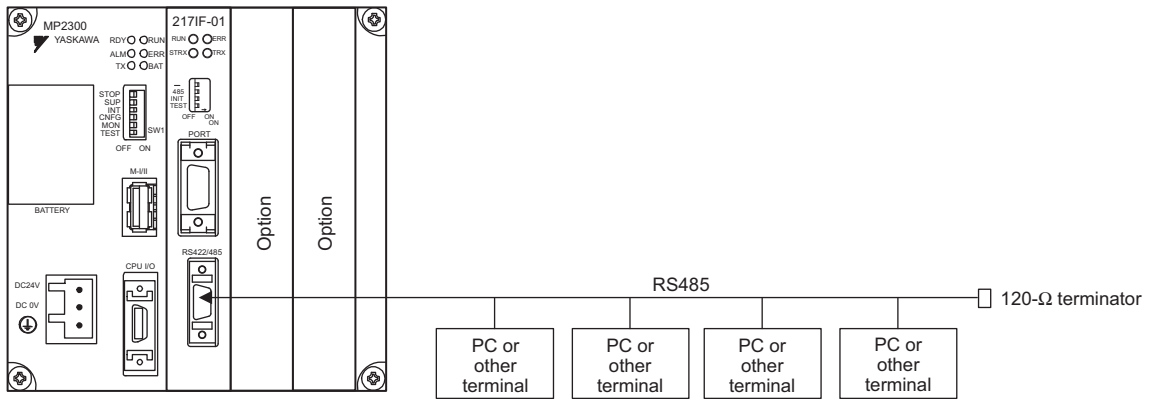 MP2300
YASKAWA
RDY RUN
ALM ERR
TX BAT
STOP
SUP
INT
CNFG
MON
TEST
SW1
OFF ON
M-I/II
BATTERY
CPU I/O
DC24V
DC 0V
217IF-01
RUN ERR
STRX TRX
485
INIT
TEST
OFF ON
ON
PORT
RS422/485
Option
Option
RS485
120-Ω terminator
PC or
other
terminal
PC or
other
terminal
PC or
other
terminal
PC or
other
terminal